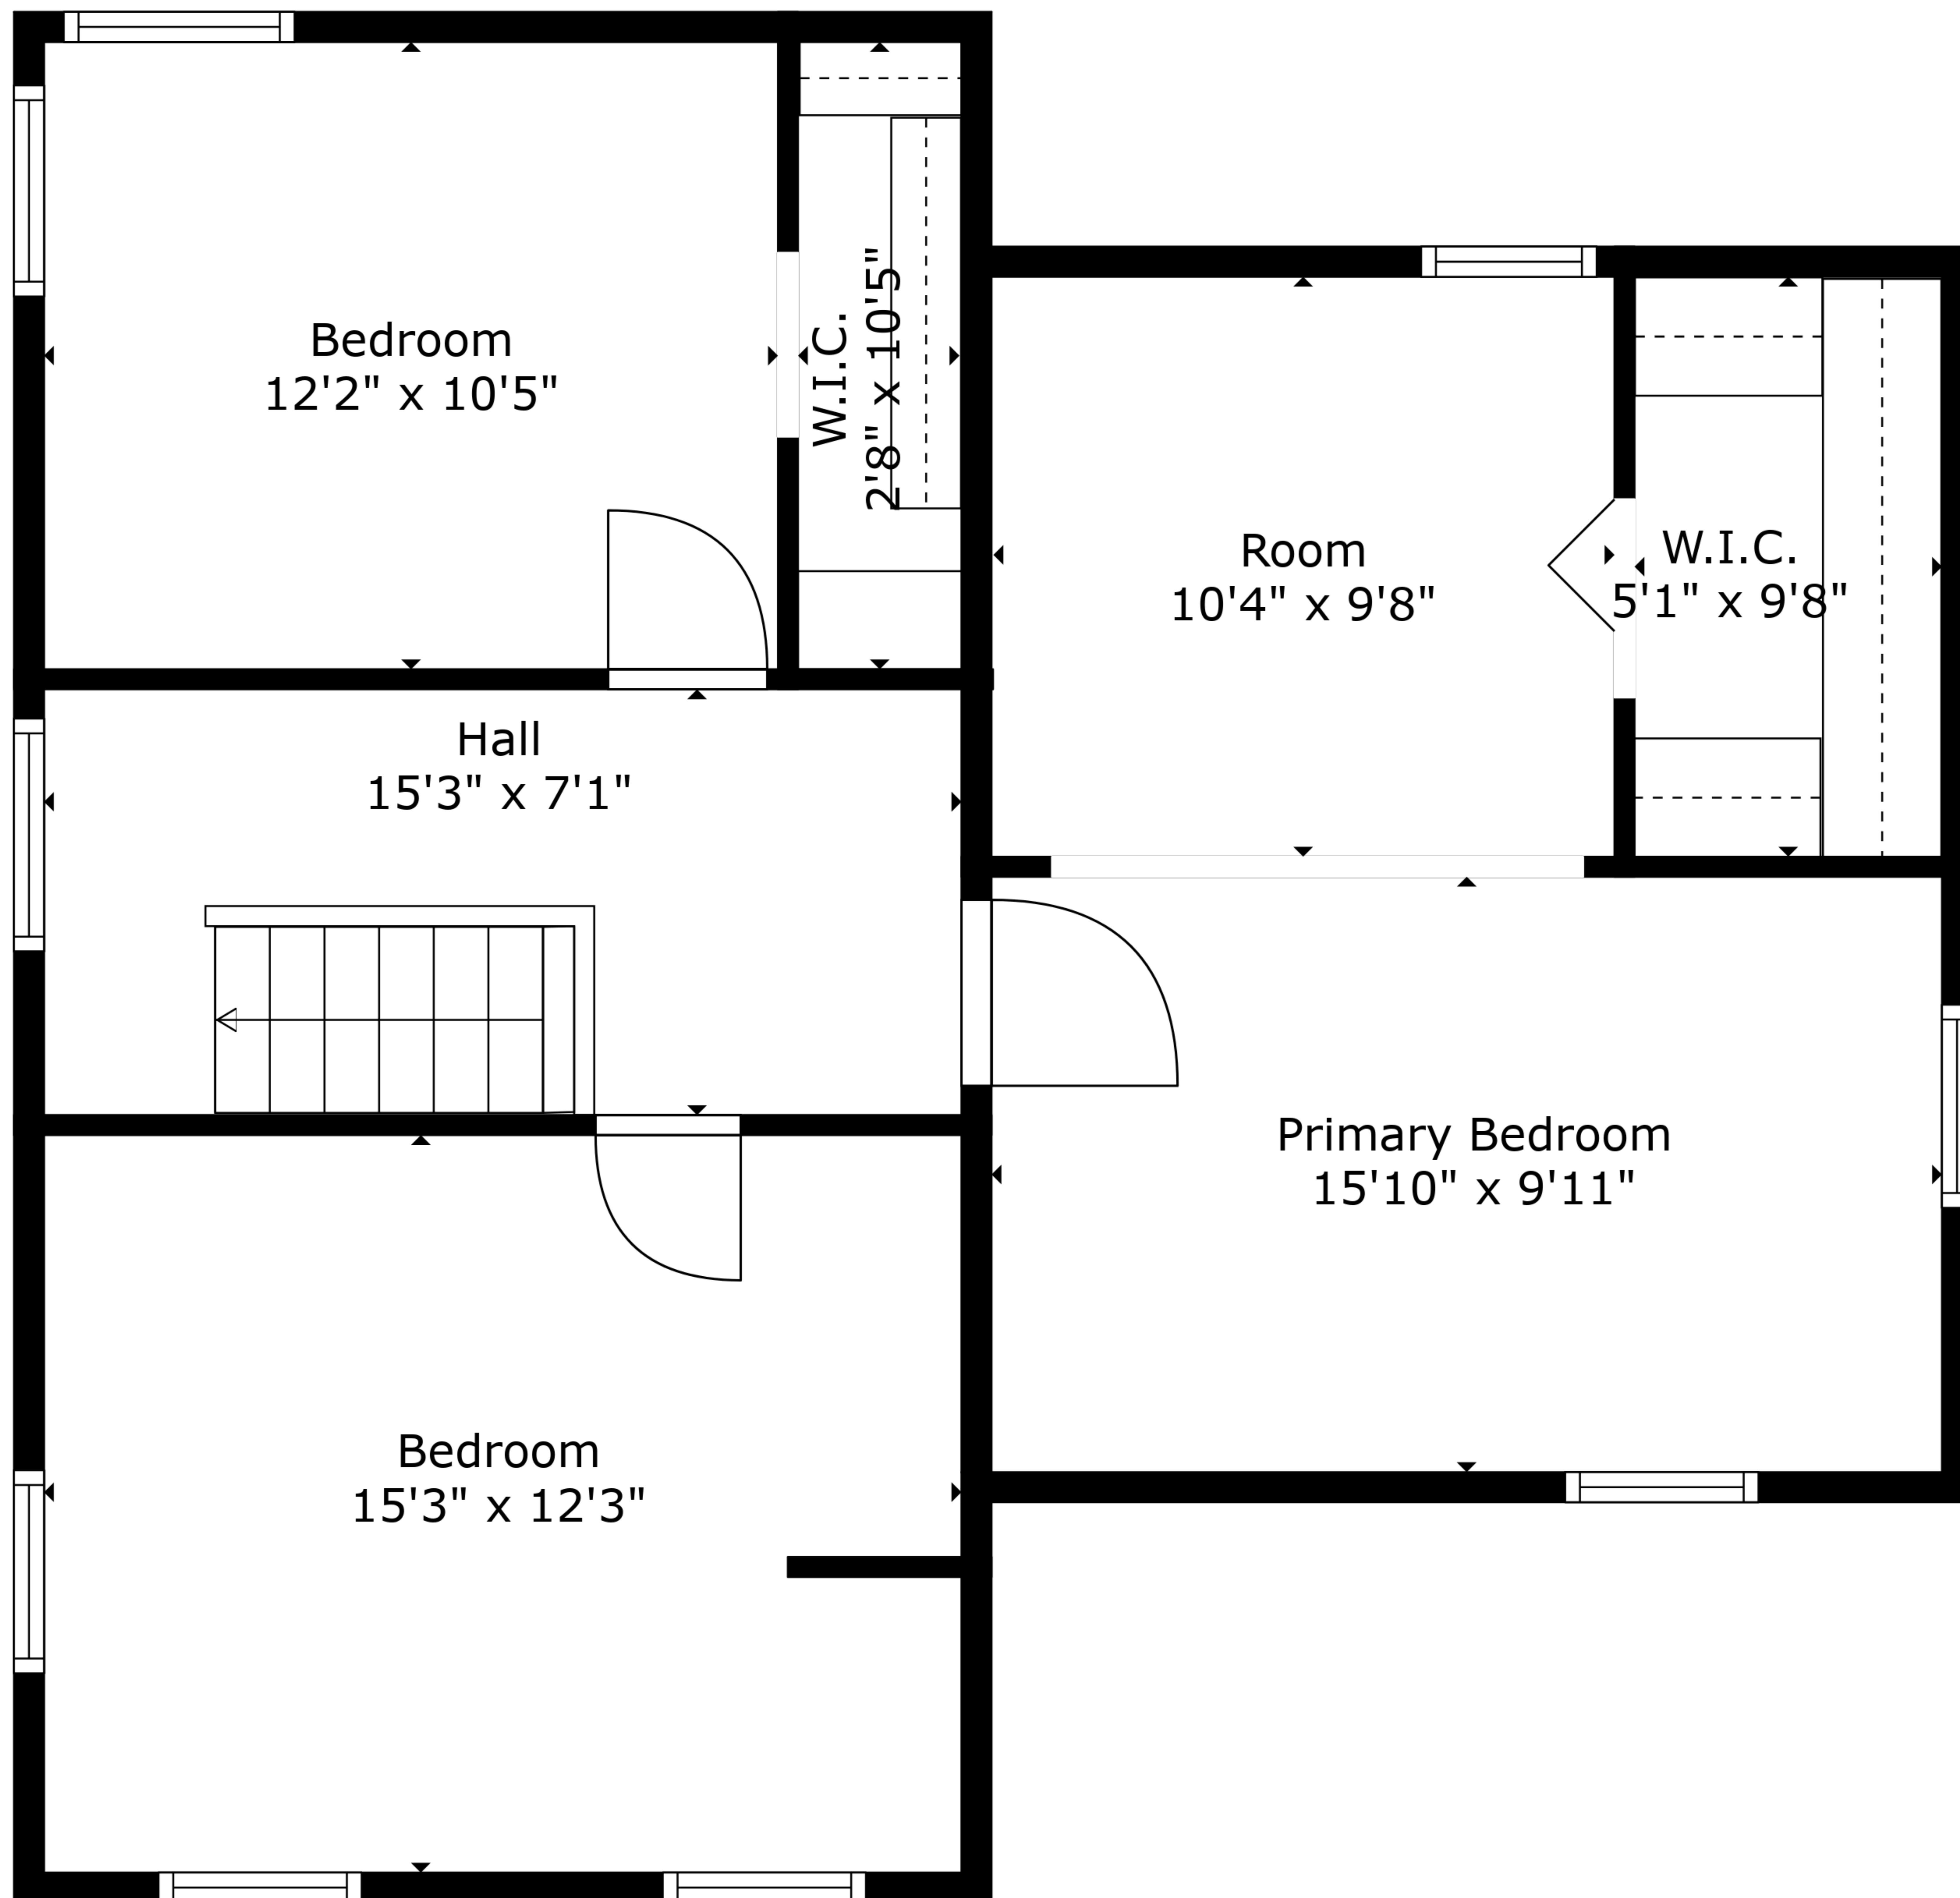 Bedroom
12'2" x 10'5"
W.I.C.
2'8" x 10'5"
Room
10'4" x 9'8"
W.I.C.
5'1" x 9'8"
Hall
15'3" x 7'1"
Primary Bedroom
15'10" x 9'11"
Bedroom
15'3" x 12'3"